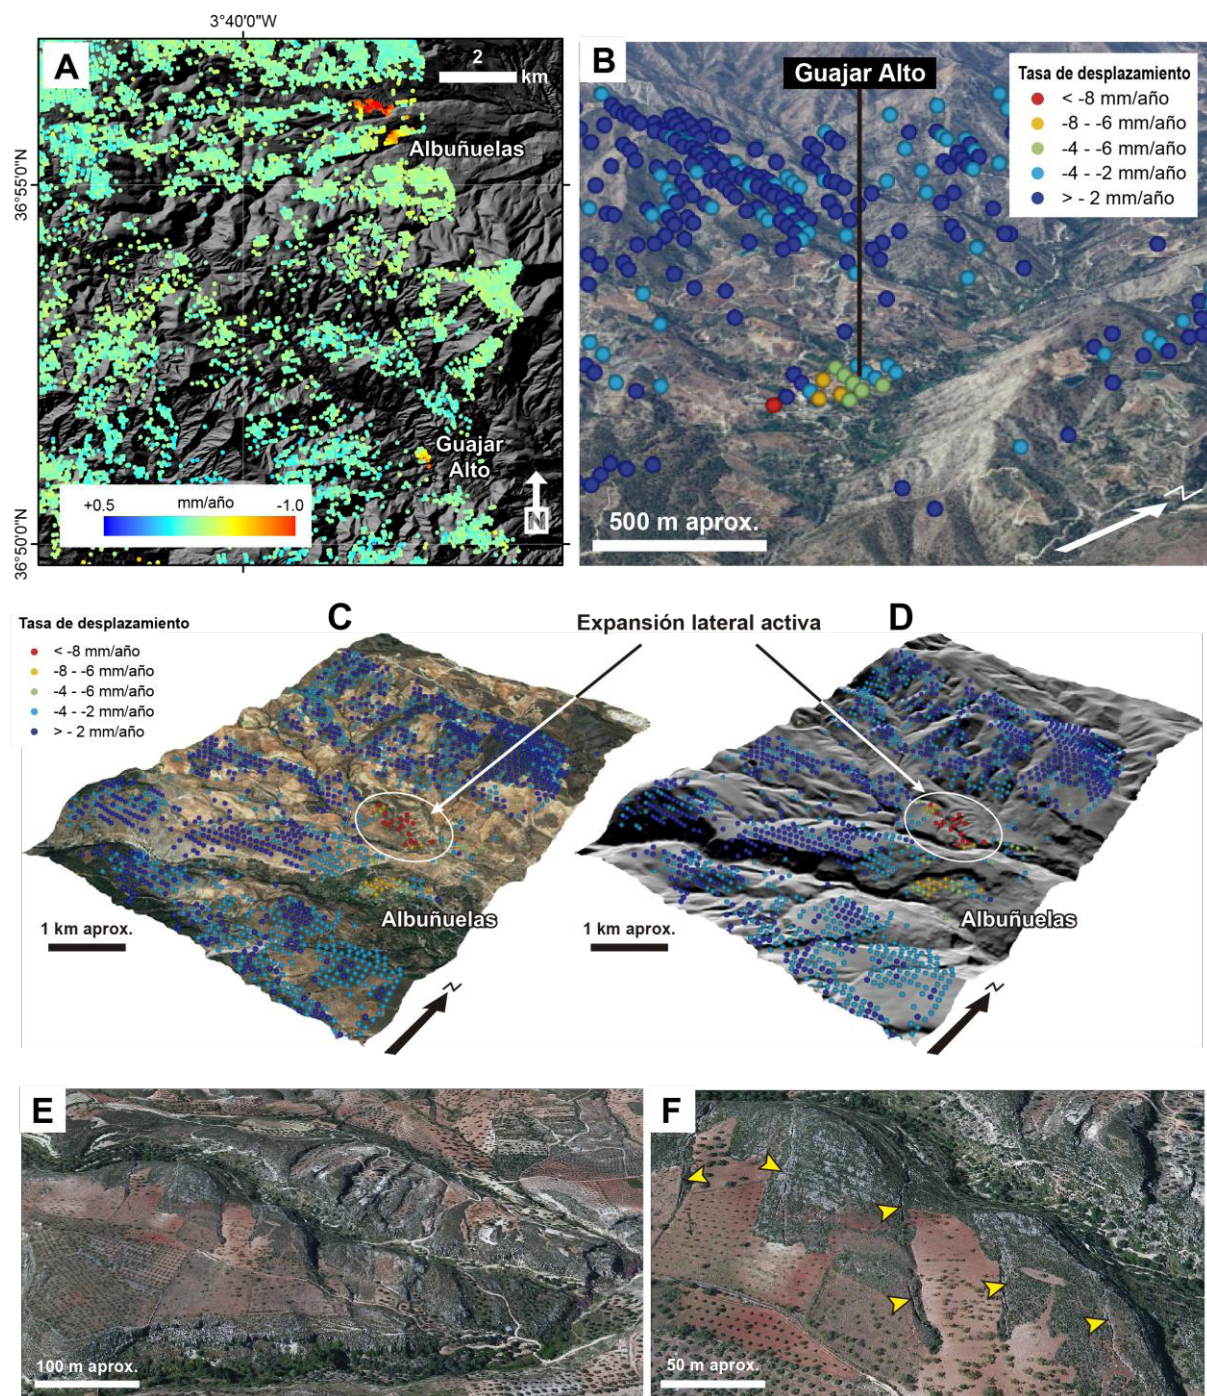 3°40'0"W
A
2
km
Albuñuelas
36°55'0"N
Guajar
Alto
+0.5
mm/año
-1.0
N
36°50'0"N
B
Guajar Alto
Tasa de desplazamiento
< -8 mm/año
-8 - -6 mm/año
-4 - -6 mm/año
-4 - -2 mm/año
> - 2 mm/año
500 m aprox.
N
Tasa de desplazamiento
< -8 mm/año
-8 - -6 mm/año
-4 - -6 mm/año
-4 - -2 mm/año
> - 2 mm/año
C
Expansión lateral activa
D
Albuñuelas
1 km aprox.
N
Albuñuelas
1 km aprox.
N
E
100 m aprox.
F
50 m aprox.